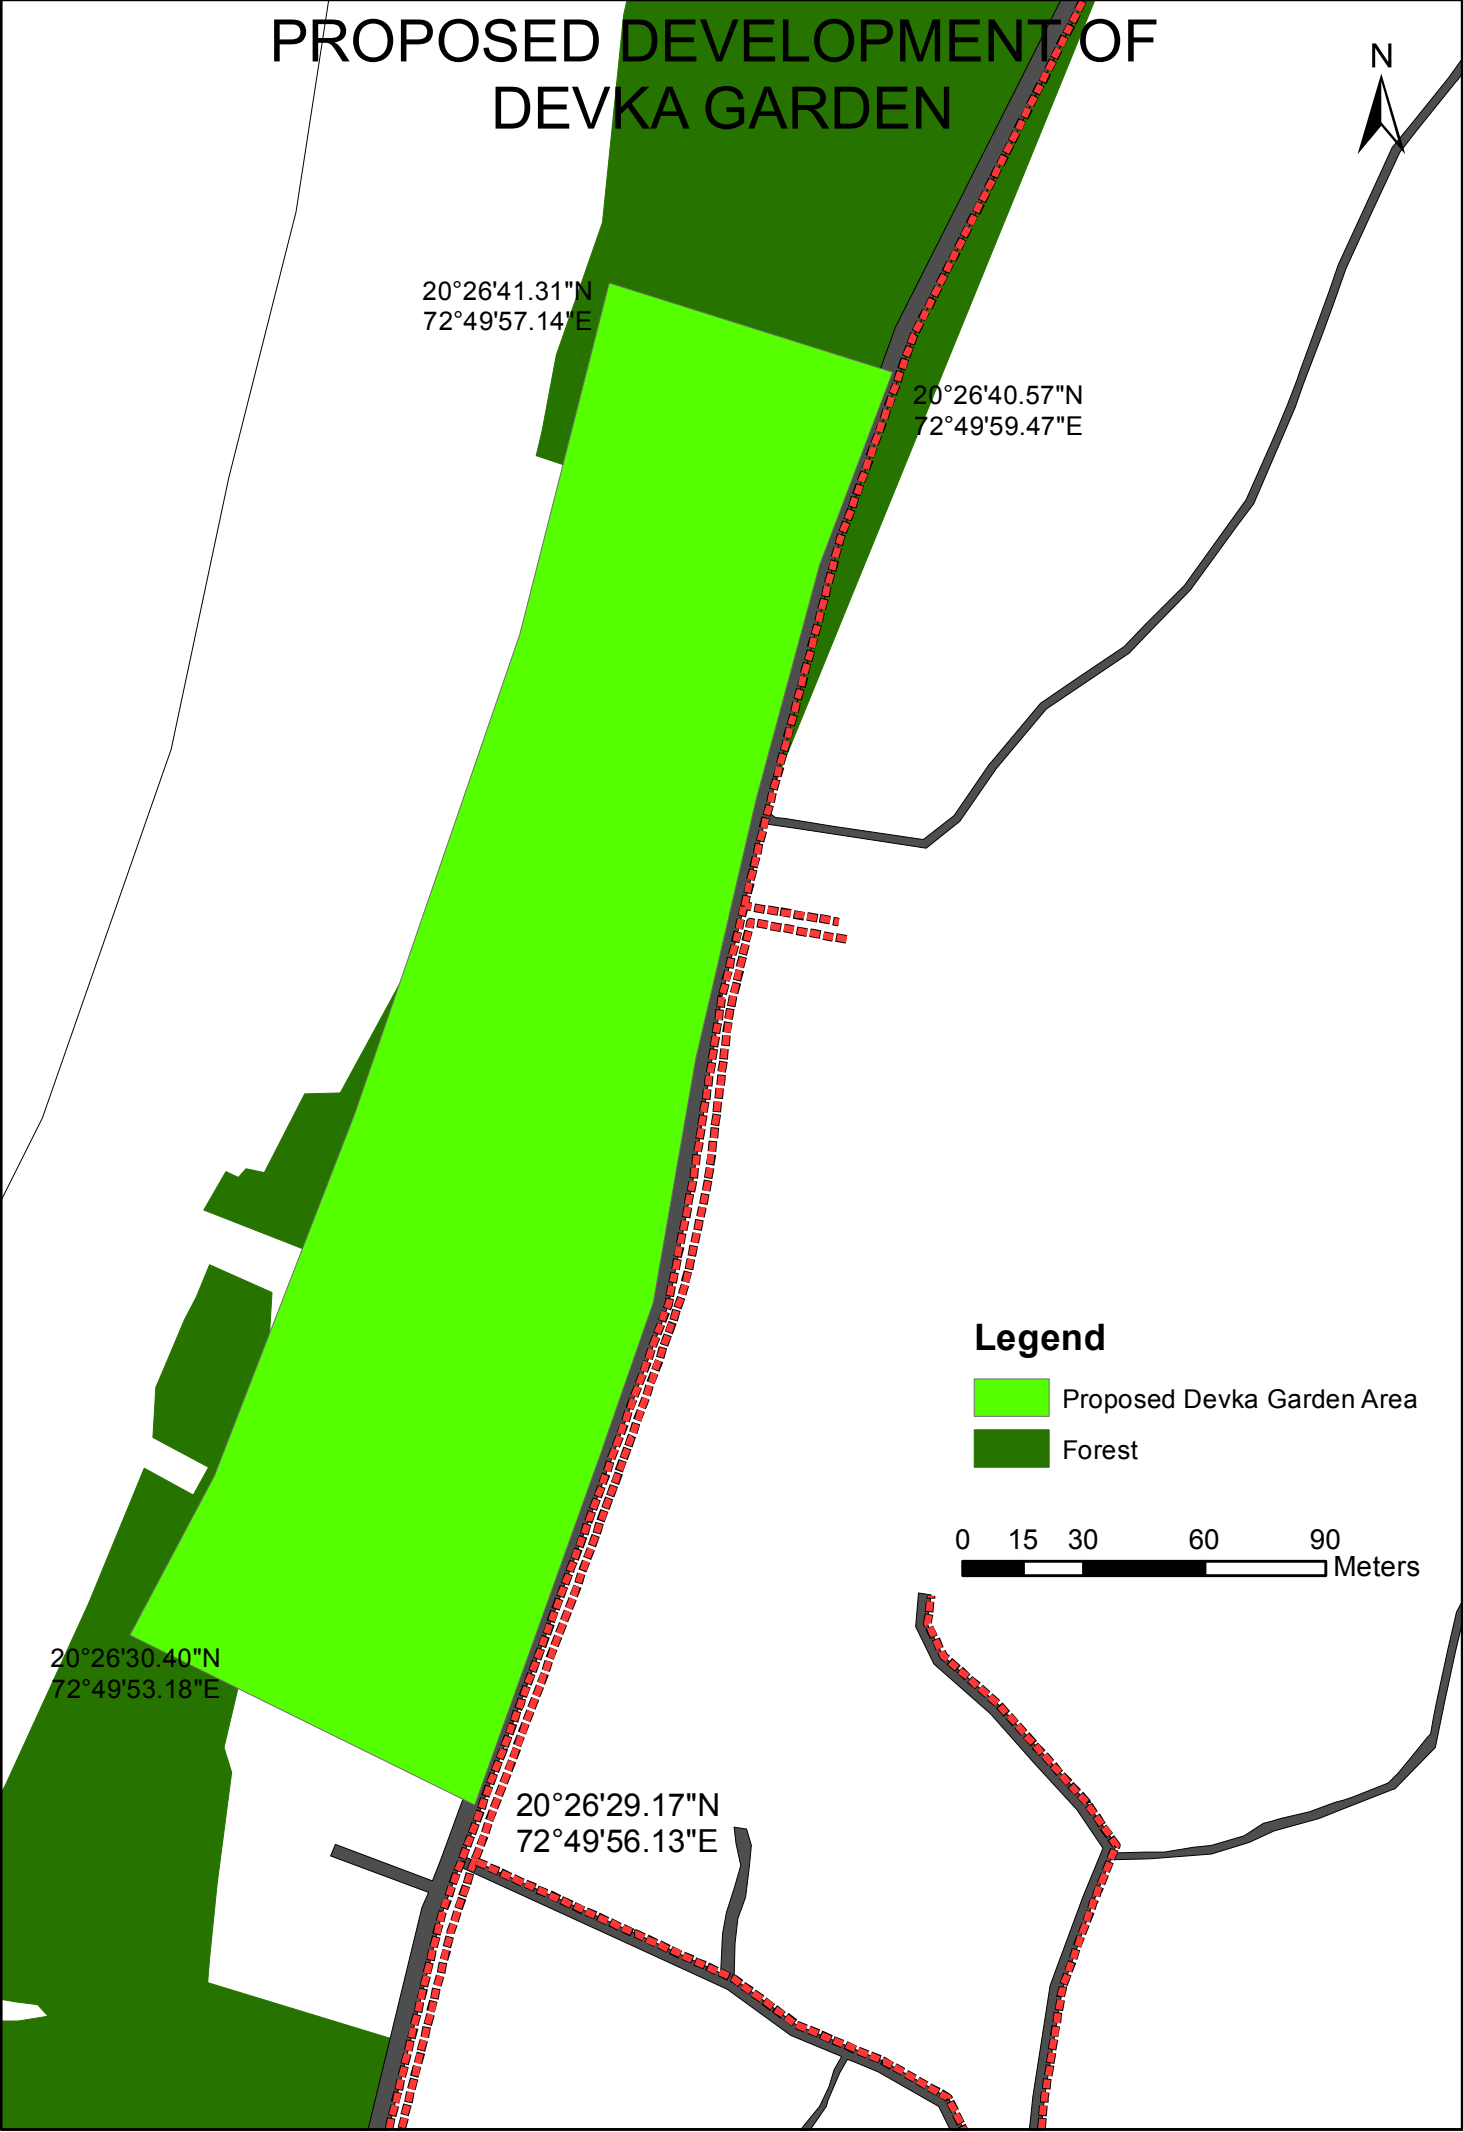 PROPOSED DEVELOPMENT OF
DEVKA GARDEN
N
20°26'41.31"N
72°49'57.14"E
20°26'40.57"N
72°49'59.47"E
Legend
Proposed Devka Garden Area
Forest
0 15 30 60 90
Meters
20°26'30.40"N
72°49'53.18"E
20°26'29.17"N
72°49'56.13"E